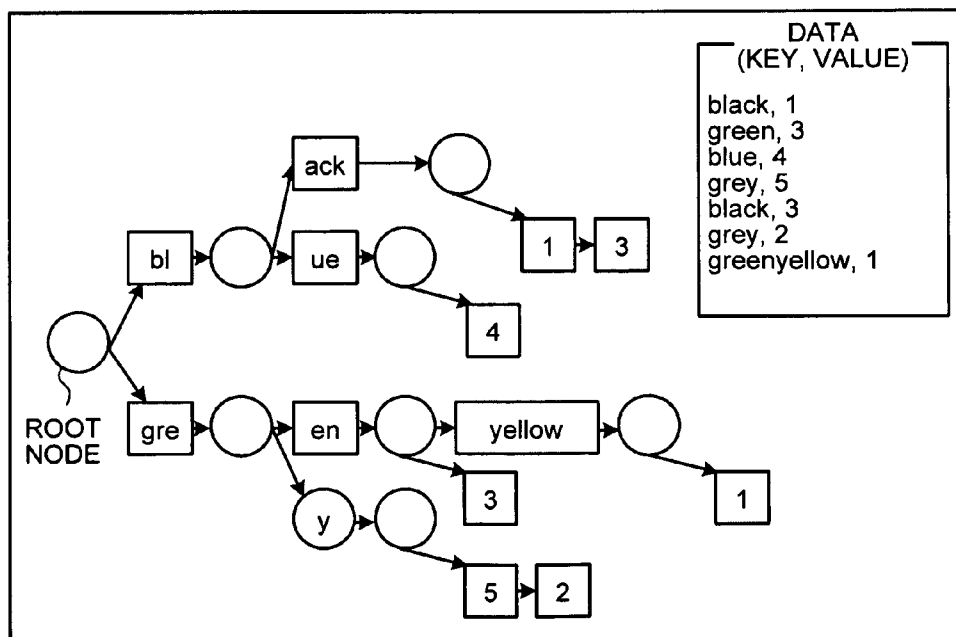 DATA
(KEY, VALUE)
black, 1
green, 3
blue, 4
grey, 5
black, 3
grey, 2
greenyellow, 1
ack
1 3
bl
ue
4
ROOT
NODE
gre
en
yellow
3
1
y
5 2